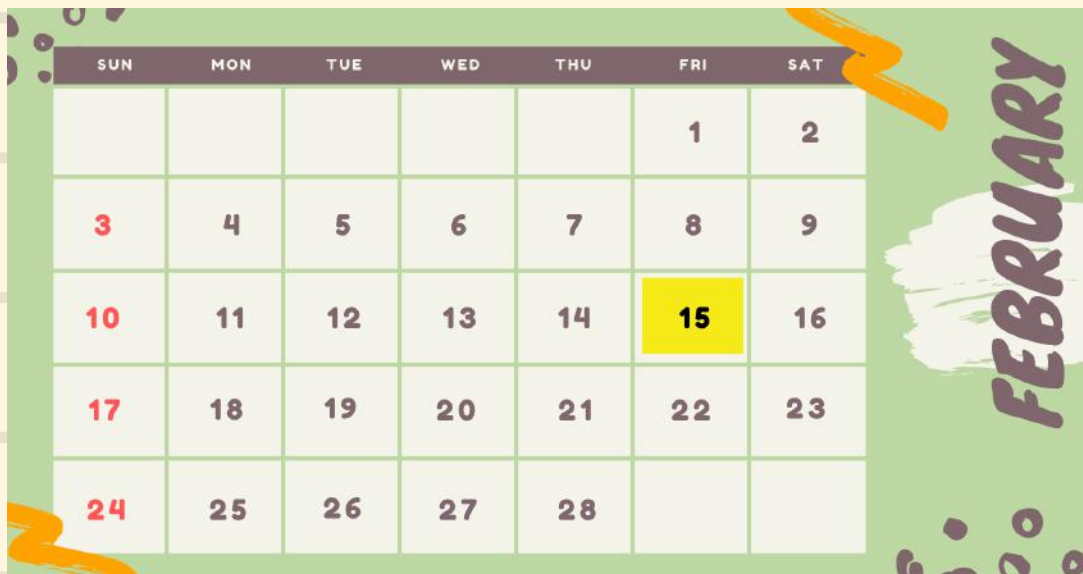 SUN MON TUE WED THU FRI SAT
1 2
3 4 5 6 7 8 9
10 11 12 13 14 15 16
17 18 19 20 21 22 23
24 25 26 27 28
FEBRUARY